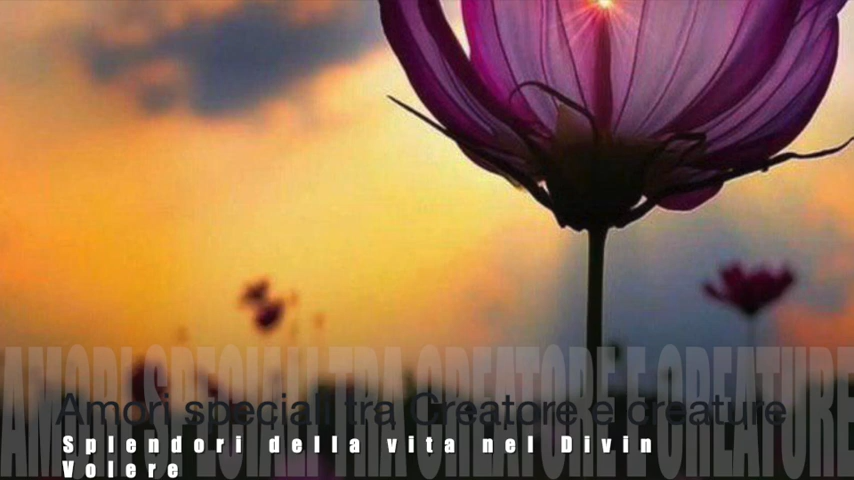 AMORI SPECIALI TRA CREATORE E CREATURE
Amori speciali tra Creatore e creature
Splendori della vita nel Divin
Volere